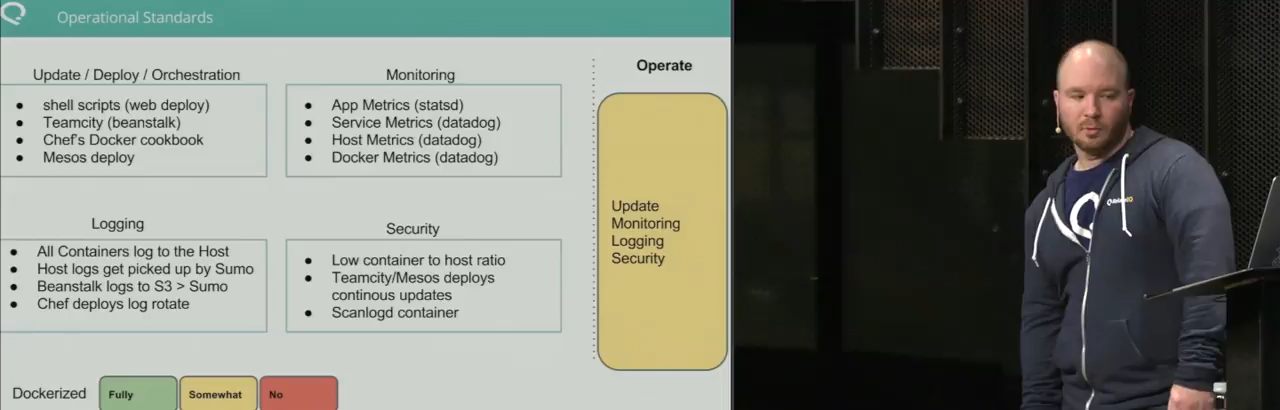 Operational Standards
Update / Deploy / Orchestration
shell scripts (web deploy)
Teamcity (beanstalk)
Chef's Docker cookbook
Mesos deploy
Monitoring
App Metrics (statsd)
Service Metrics (datadog)
Host Metrics (datadog)
Docker Metrics (datadog)
Logging
All Containers log to the Host
Host logs get picked up by Sumo
Beanstalk logs to S3 > Sumo
Chef deploys log rotate
Security
Low container to host ratio
Teamcity/Mesos deploys
continous updates
Scanlogd container
Operate
Update
Monitoring
Logging
Security
Dockerized
Fully
Somewhat
No